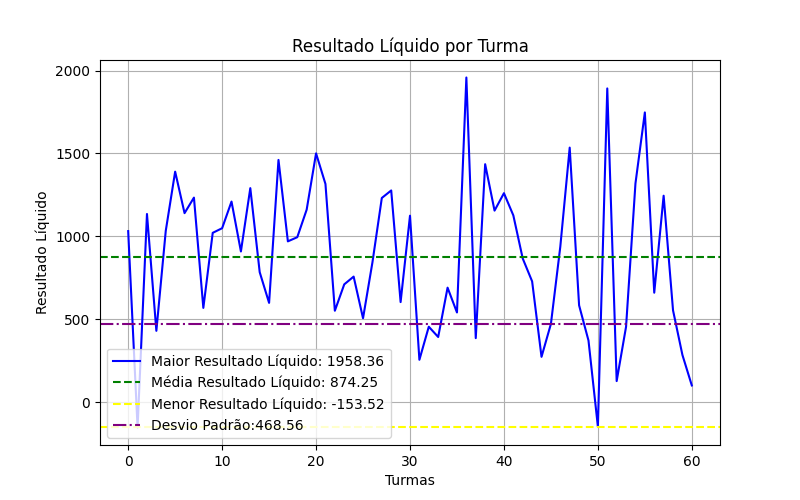 Resultado Líquido por Turma
Resultado Líquido
2000
1500
1000
500
0
Maior Resultado Líquido: 1958.36
Média Resultado Líquido: 874.25
Menor Resultado Líquido: -153.52
Desvio Padrão:468.56
0 10 20 30 40 50 60
Turmas